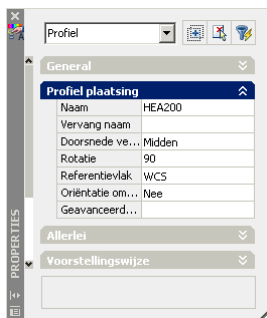 Profiel
General
Profiel plaatsing
Naam HEA200
Vervang naam
Doorsnede ve... Midden
Rotatie 90
Referentievlak WCS
Oriëntatie om... Nee
Geavanceerd...
Allerlei
Voorstellingswijze
PROPERTIES